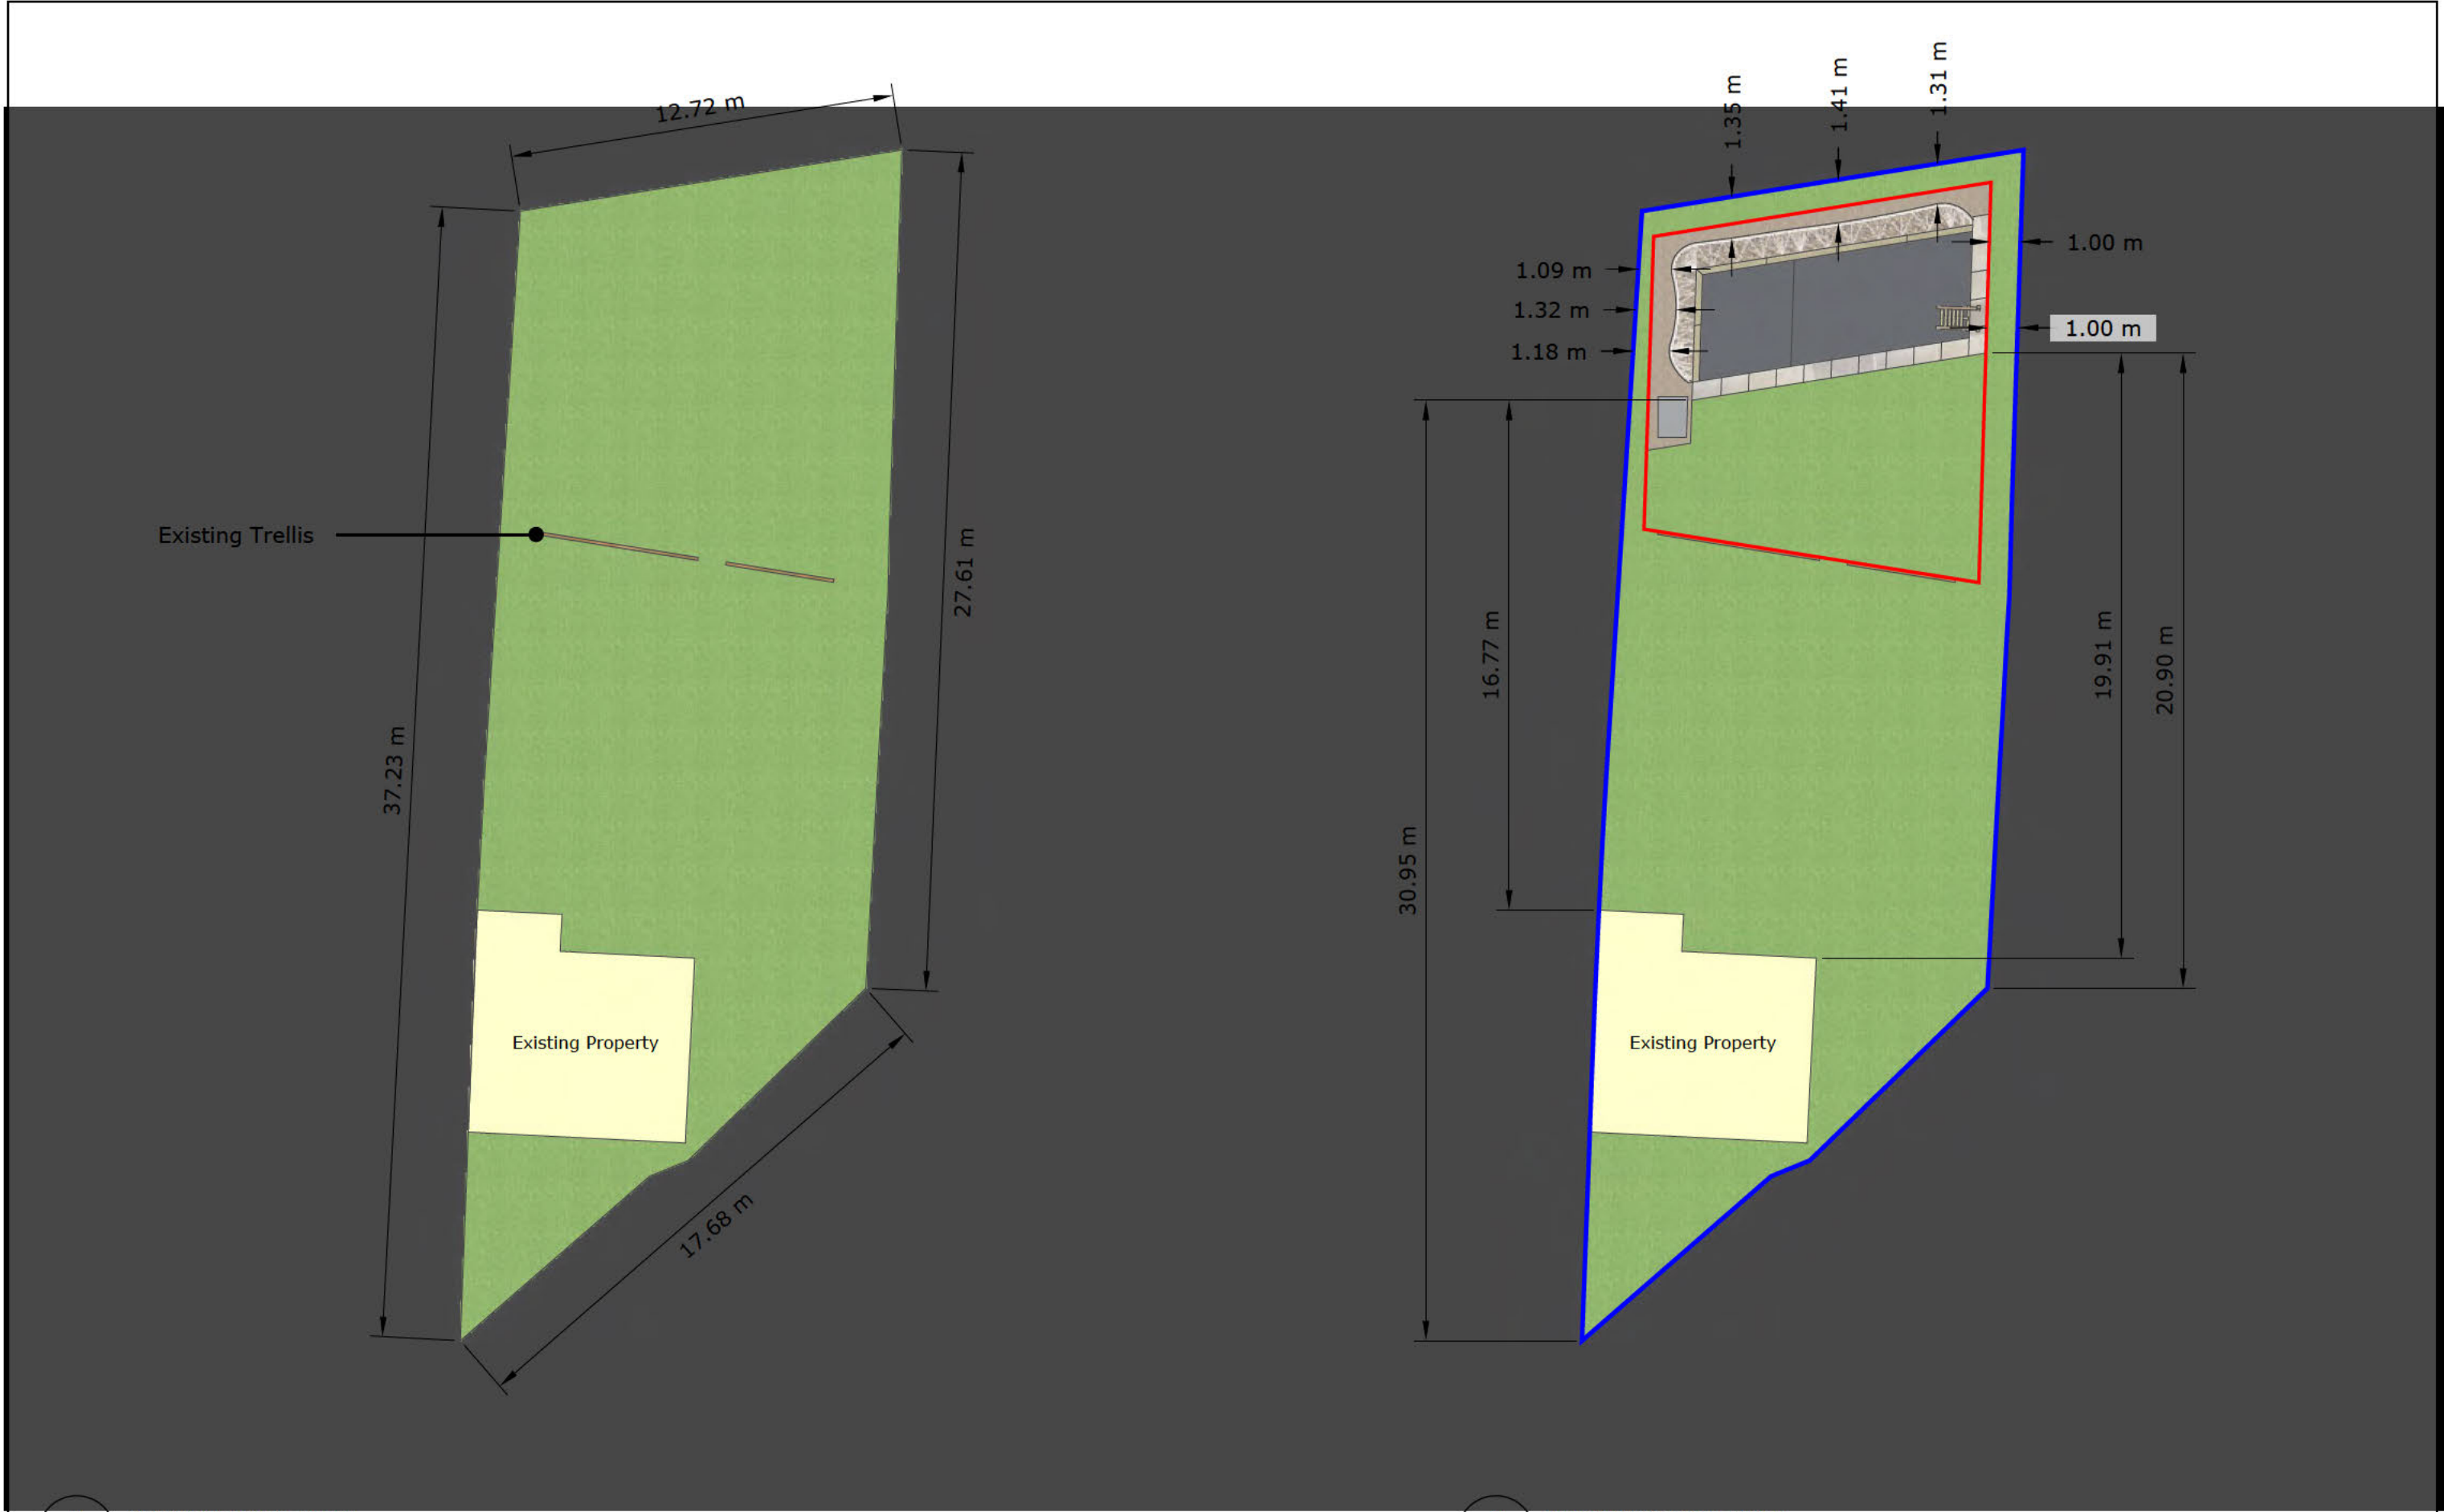 12.72 m
Existing Trellis
27.61 m
37.23 m
Existing Property
17.68 m
1.35 m
1.41 m
1.31 m
1.00 m
1.09 m
1.32 m
1.00 m
1.18 m
16.77 m
19.91 m
20.90 m
30.95 m
Existing Property